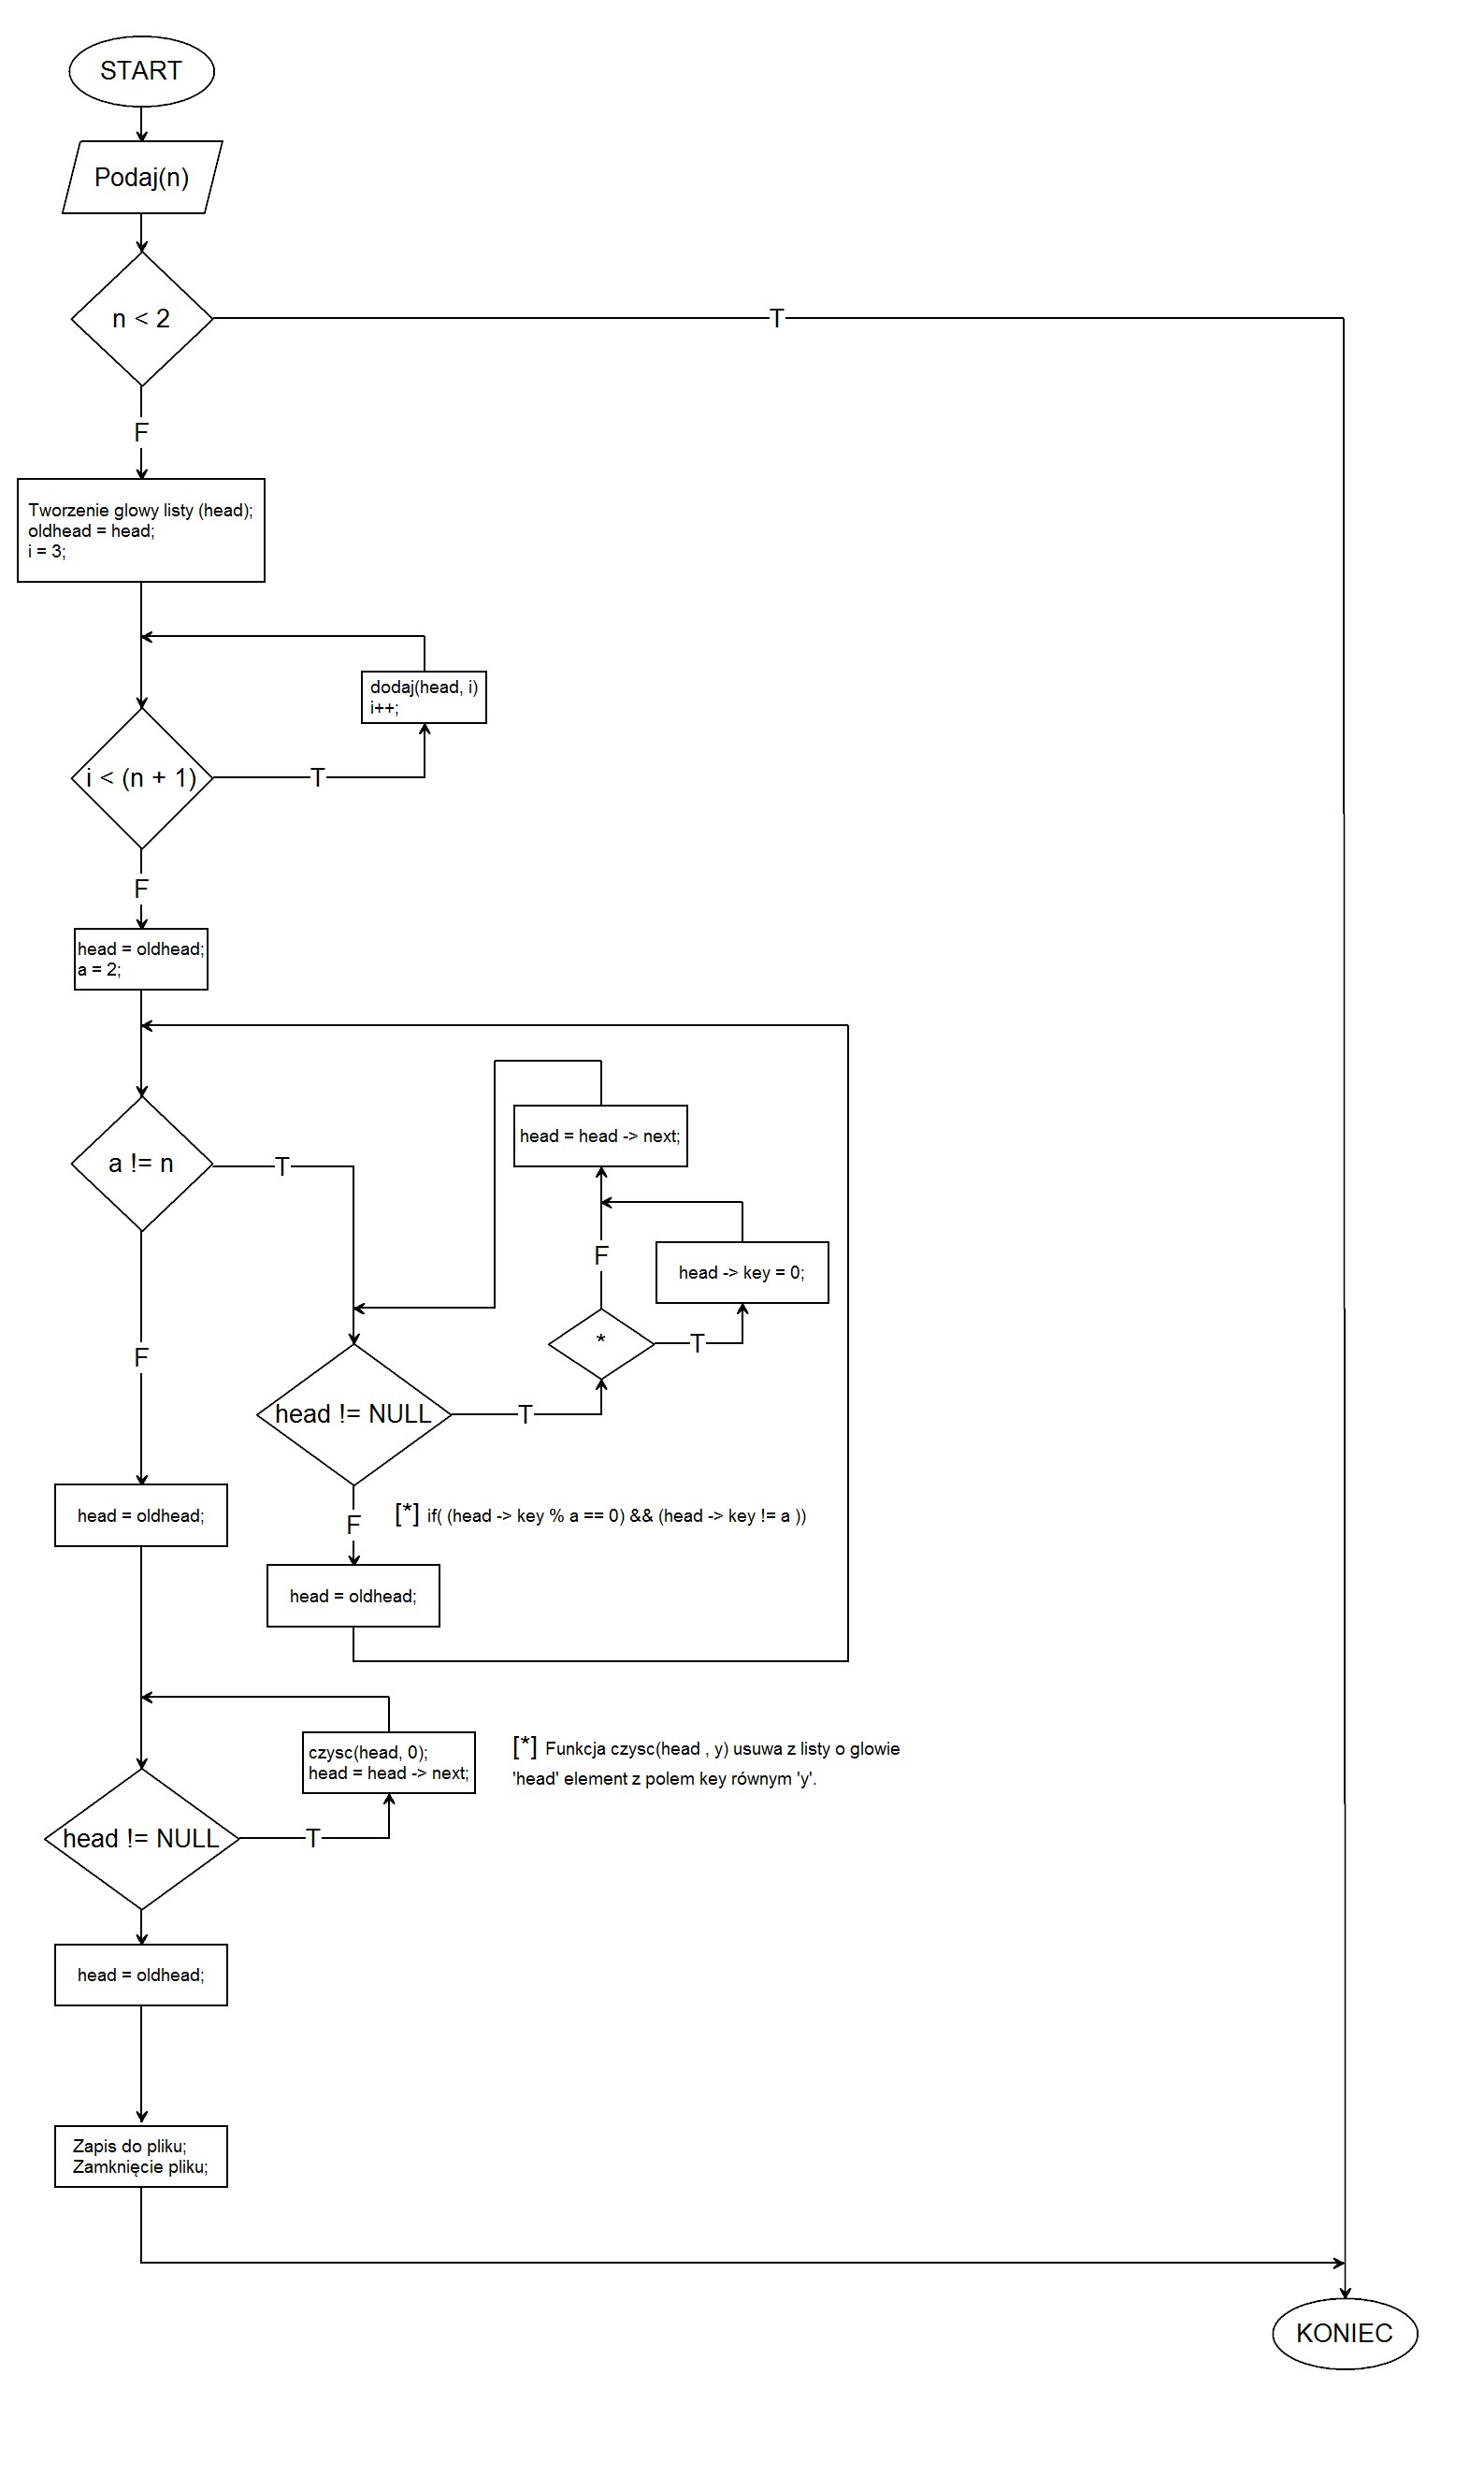 START
Podaj(n)
n < 2
T
F
Tworzenie glowy listy (head);
oldhead = head;
i = 3;
dodaj(head, i)
i++;
i < (n + 1)
T
F
head = oldhead;
a = 2;
head = head -> next;
a != n
T
F
head -> key = 0;
*
T
F
head != NULL
T
head = oldhead;
[*] if( (head -> key % a == 0) && (head -> key != a ))
F
head = oldhead;
czysc(head, 0);
head = head -> next;
[*] Funkcja czysc(head , y) usuwa z listy o glowie
'head' element z polem key równym 'y'.
head != NULL
T
head = oldhead;
Zapis do pliku;
Zamknięcie pliku;
KONIEC